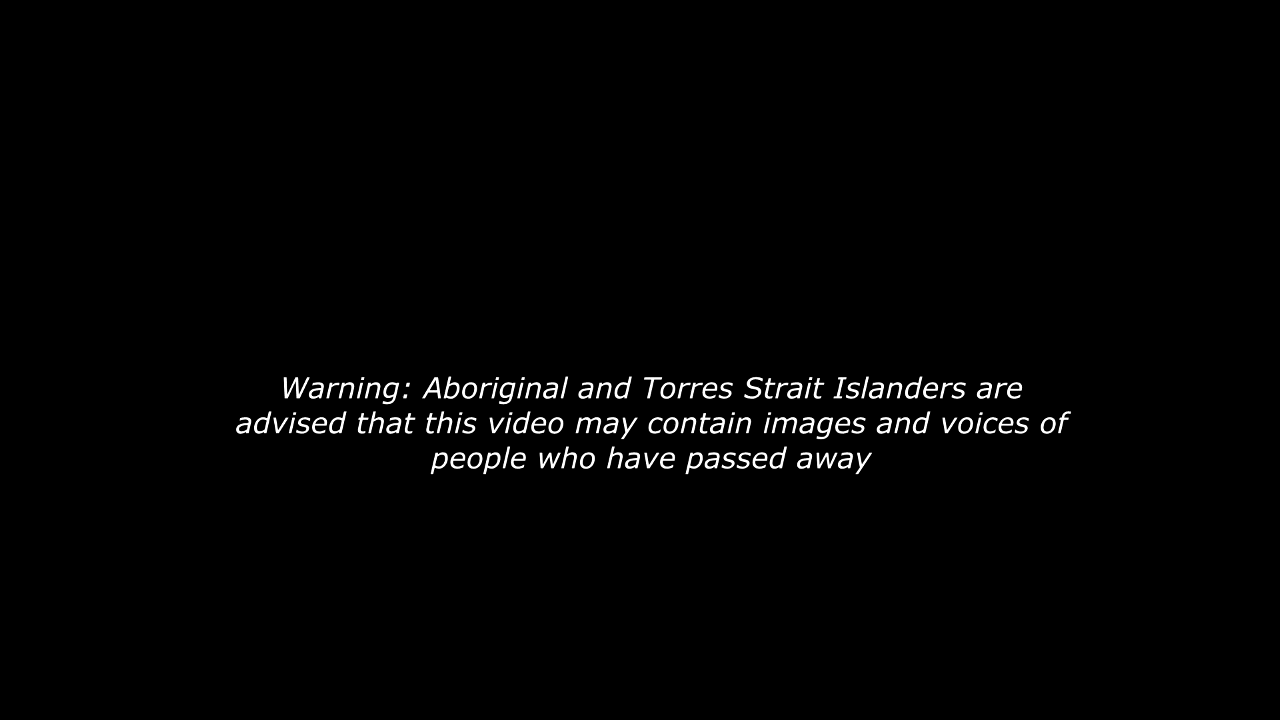 Warning: Aboriginal and Torres Strait Islanders are
advised that this video may contain images and voices of
people who have passed away